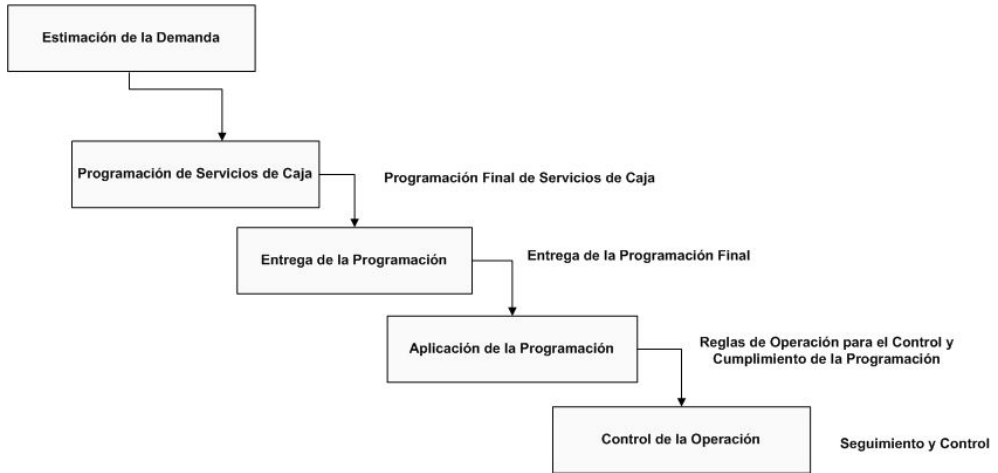 Estimación de la Demanda
Programación de Servicios de Caja
Programación Final de Servicios de Caja
Entrega de la Programación
Entrega de la Programación Final
Aplicación de la Programación
Reglas de Operación para el Control y
Cumplimiento de la Programación
Control de la Operación
Seguimiento y Control